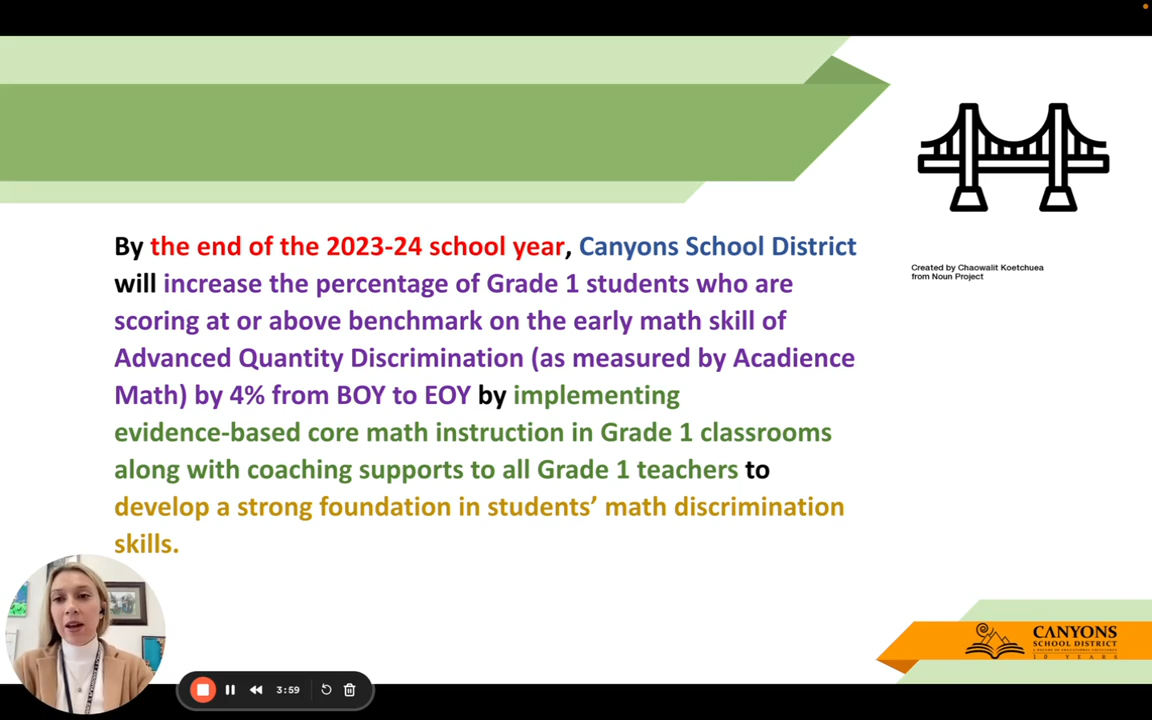 Created by Chaowalit Koetchuea
from Noun Project
By the end of the 2023-24 school year, Canyons School District
will increase the percentage of Grade 1 students who are
scoring at or above benchmark on the early math skill of
Advanced Quantity Discrimination (as measured by Acadience
Math) by 4% from BOY to EOY by implementing
evidence-based core math instruction in Grade 1 classrooms
along with coaching supports to all Grade 1 teachers to
develop a strong foundation in students’ math discrimination
skills.
CANYONS
SCHOOL DISTRICT
10 YEARS
3:59